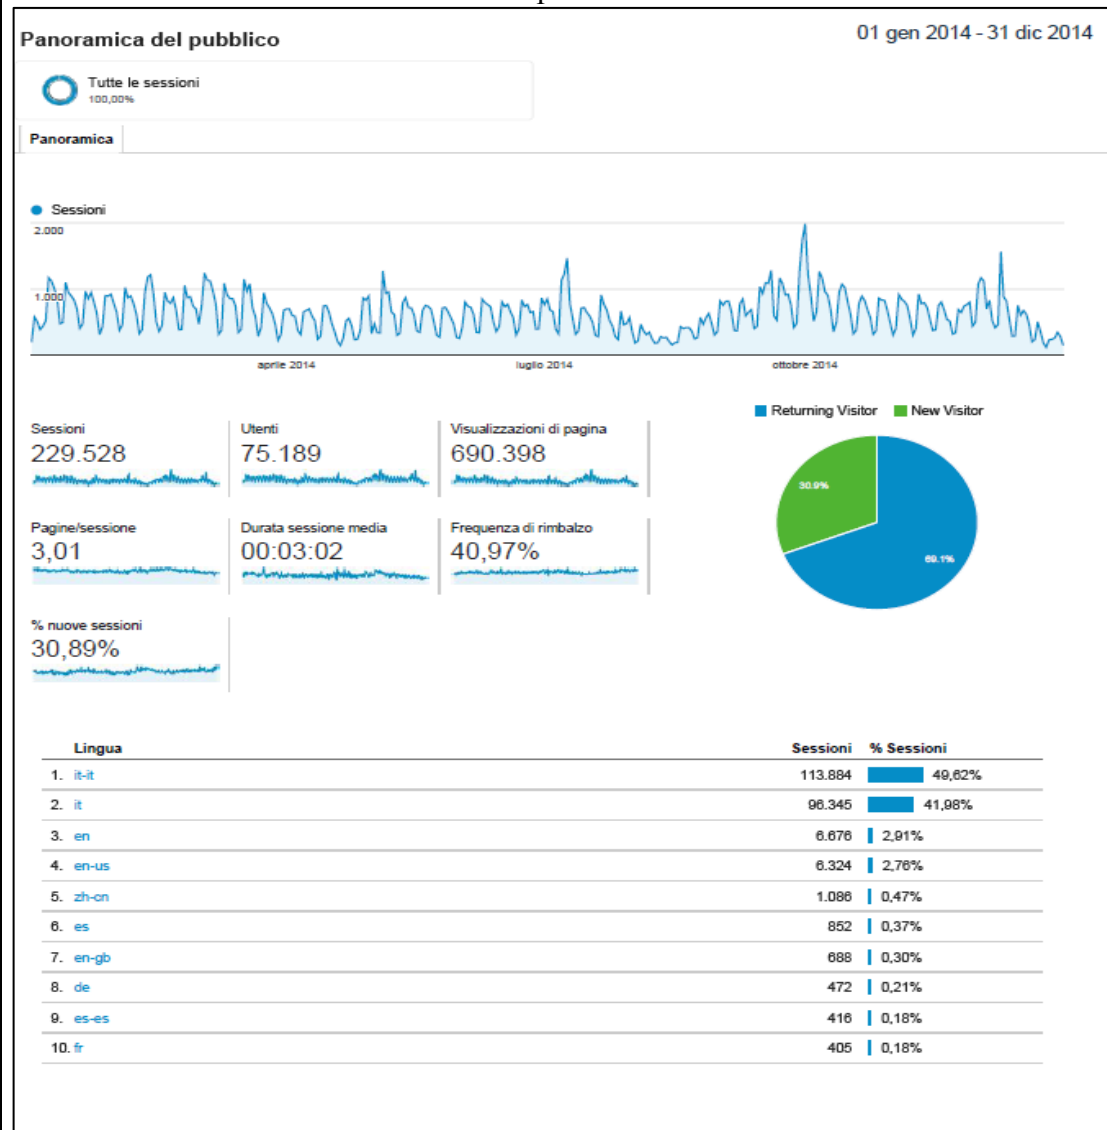 Panoramica del pubblico
01 gen 2014 - 31 dic 2014
Tutte le sessioni
100,00%
Panoramica
Sessioni
2.000
1.000
aprile 2014 luglio 2014 ottobre 2014
Returning Visitor New Visitor
30.9%
69.1%
Sessioni
229.528
Utenti
75.189
Visualizzazioni di pagina
690.398
Pagine/sessione
3,01
Durata sessione media
00:03:02
Frequenza di rimbalzo
40,97%
% nuove sessioni
30,89%
Lingua Sessioni % Sessioni
1. it-it 113.884 49,62%
2. it 96.345 41,98%
3. en 6.676 2,91%
4. en-us 6.324 2,76%
5. zh-cn 1.086 0,47%
6. es 852 0,37%
7. en-gb 688 0,30%
8. de 472 0,21%
9. es-es 416 0,18%
10. fr 405 0,18%